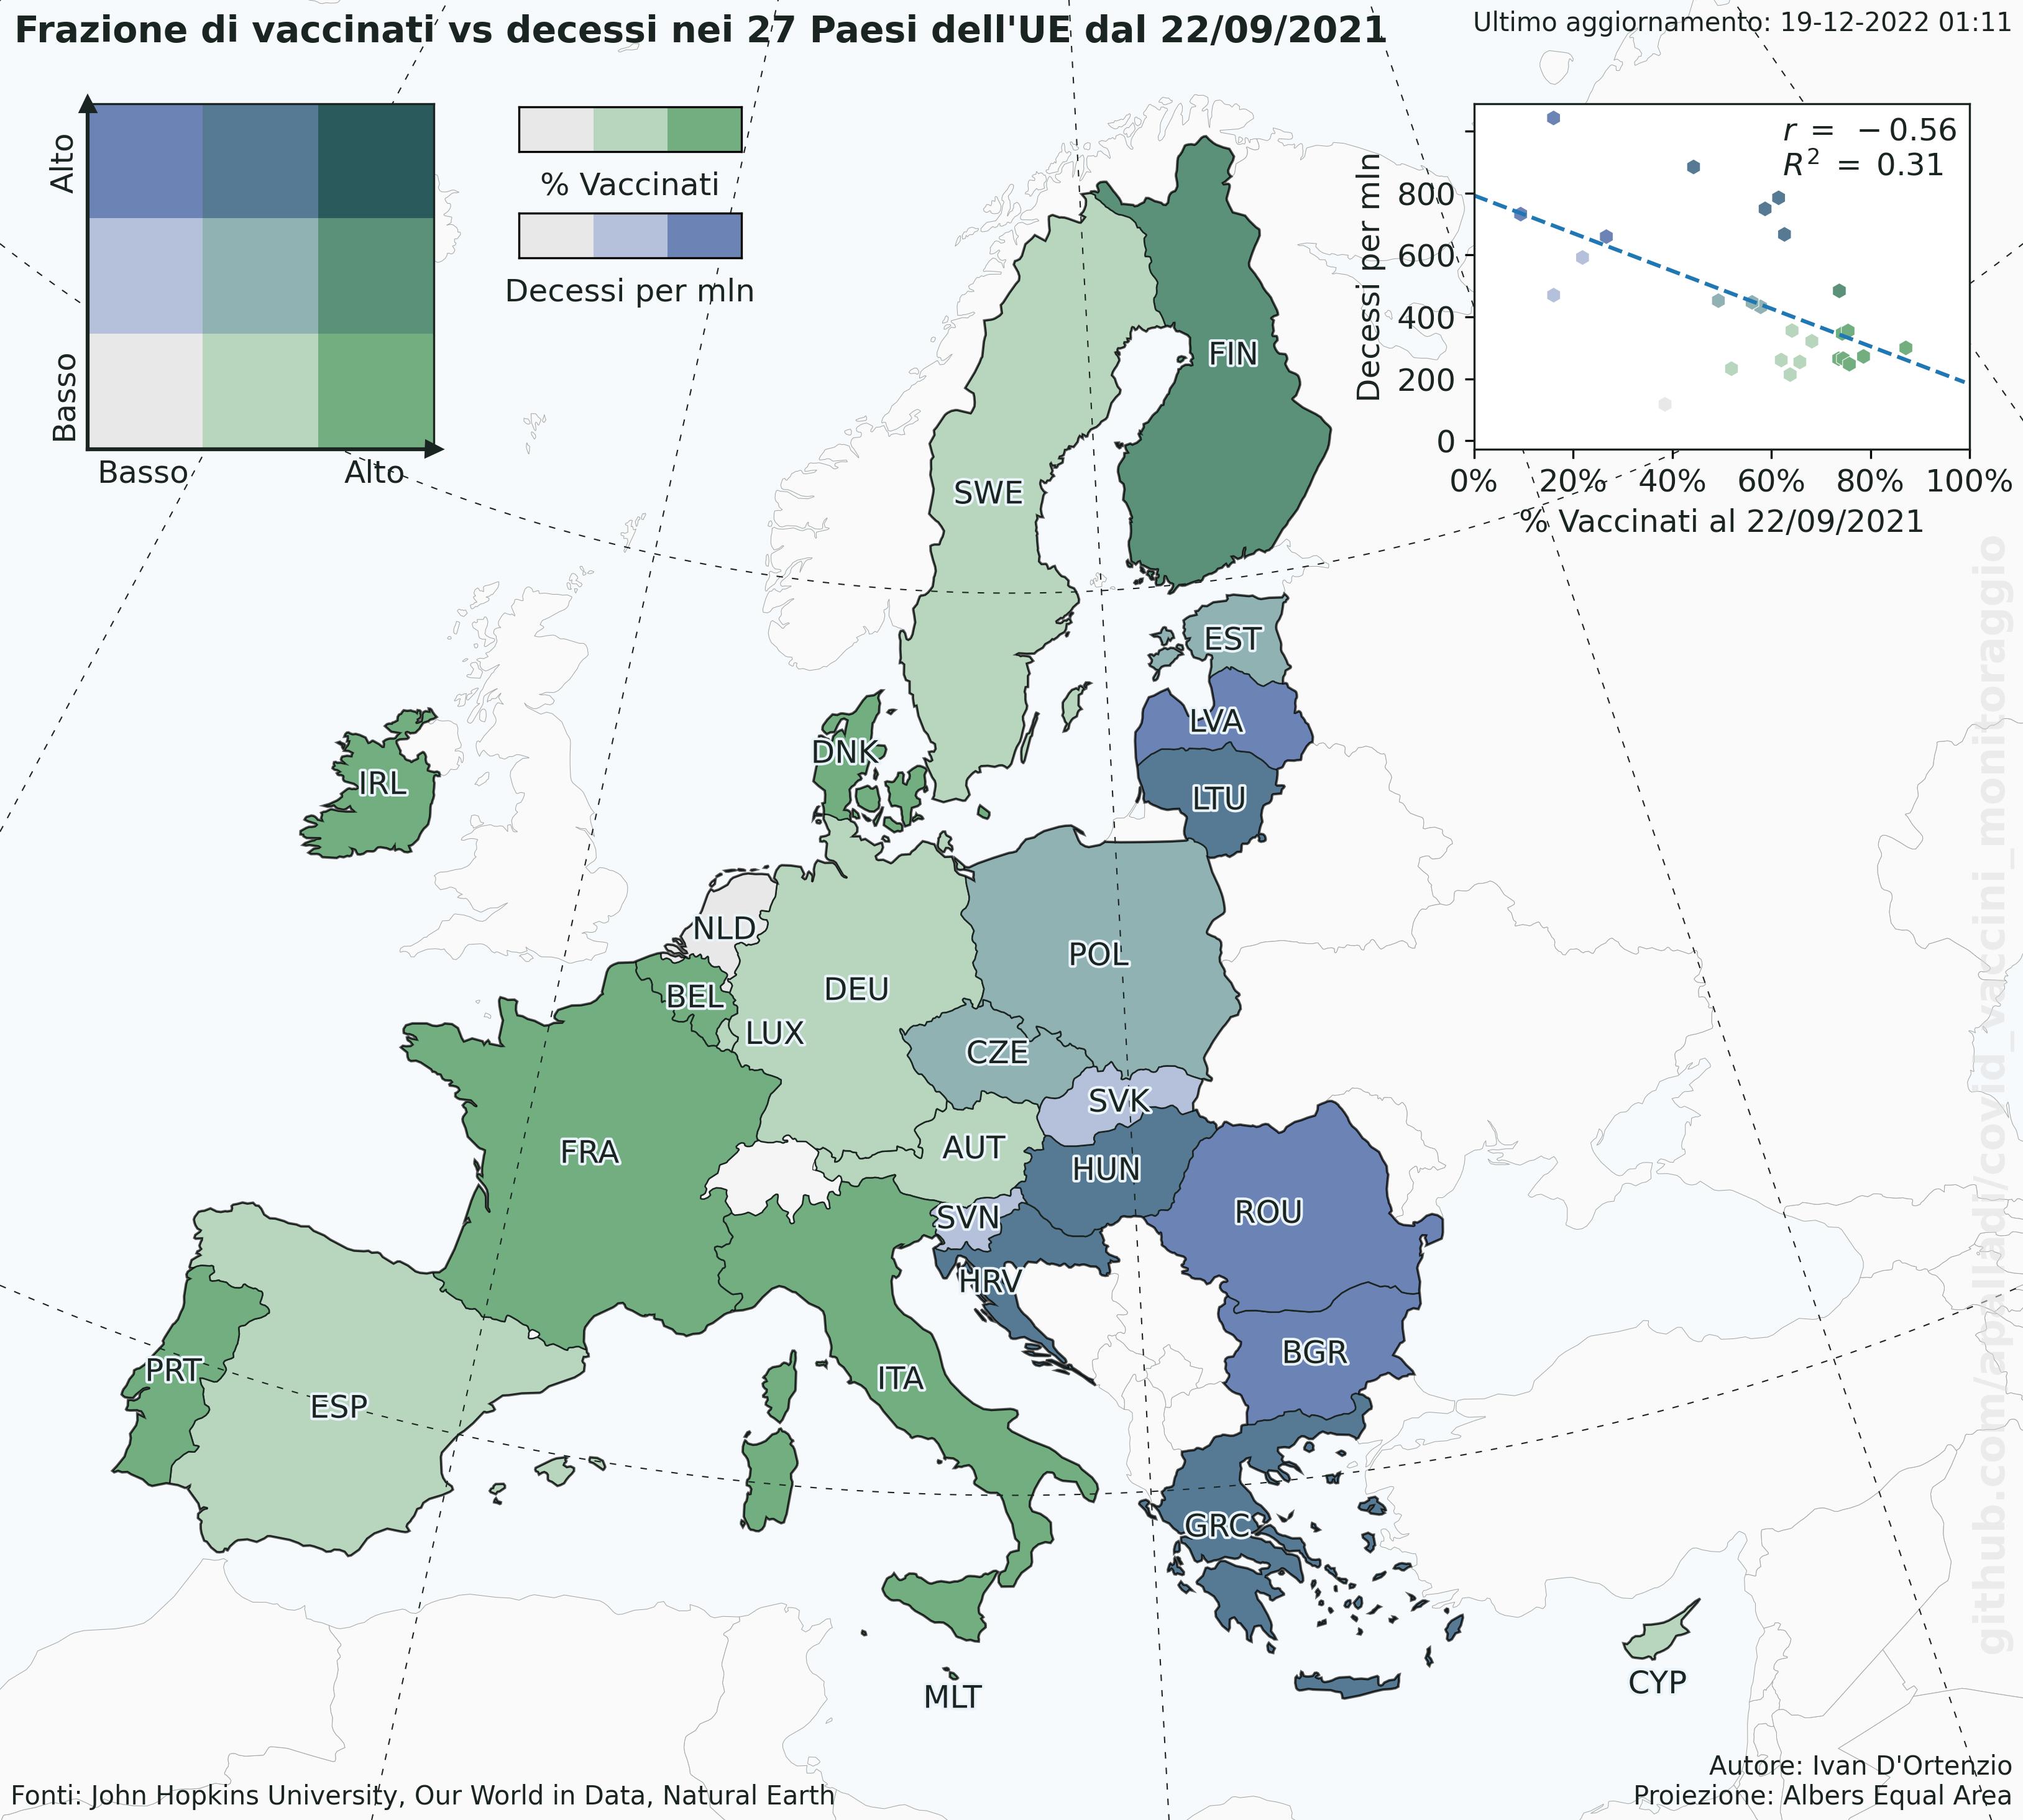 Frazione di vaccinati vs decessi nei 27 Paesi dell'UE dal 22/09/2021
Ultimo aggiornamento: 19-12-2022 01:11
Alto
Basso
Basso
Alto
% Vaccinati
Decessi per mln
r = −0.56
R² = 0.31
Decessi per mln
800
600
400
200
0
0%
20%
40%
60%
80%
100%
% Vaccinati al 22/09/2021
FIN
SWE
EST
LVA
LTU
DNK
IRL
NLD
POL
DEU
BEL
LUX
CZE
SVK
AUT
FRA
HUN
ROU
SVN
HRV
BGR
PRT
ITA
ESP
GRC
CYP
MLT
github.com/apalladi/covid_vaccini_monitoraggio
Fonti: John Hopkins University, Our World in Data, Natural Earth
Autore: Ivan D'Ortenzio
Proiezione: Albers Equal Area